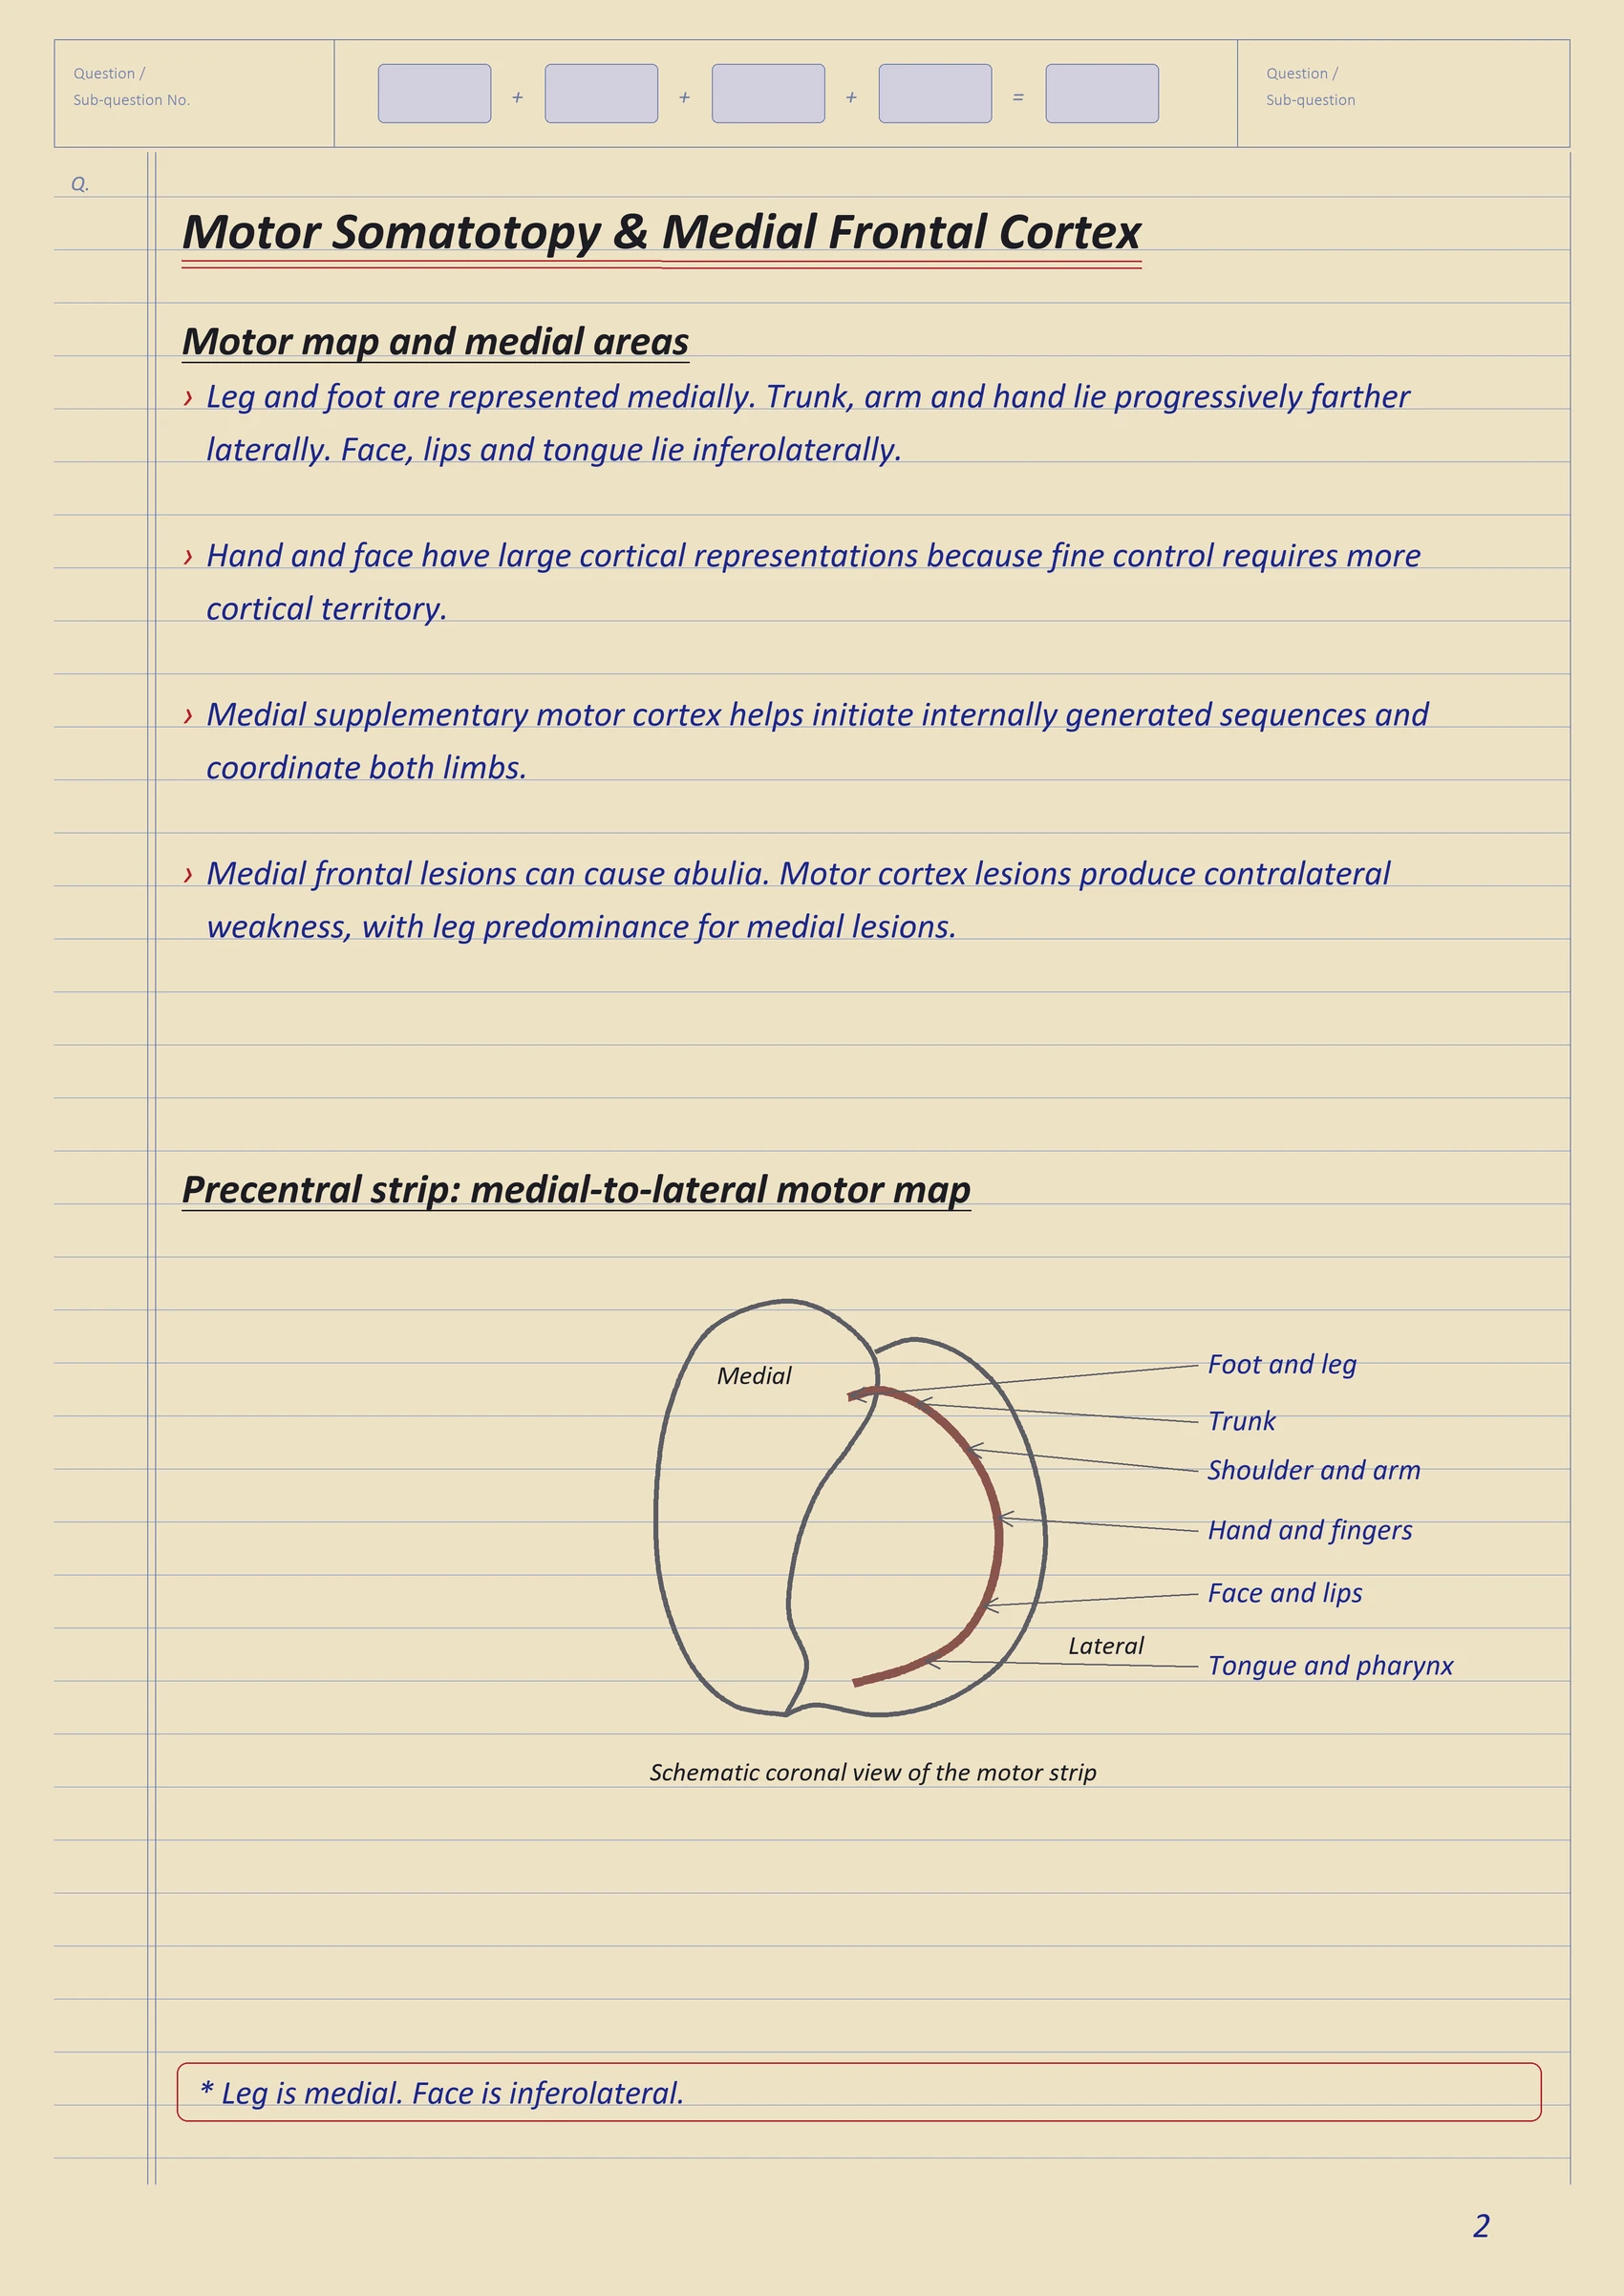 Question /
Sub-question No.
+ + + =
Question /
Sub-question
Q.
Motor Somatotopy & Medial Frontal Cortex
Motor map and medial areas
› Leg and foot are represented medially. Trunk, arm and hand lie progressively farther
laterally. Face, lips and tongue lie inferolaterally.
› Hand and face have large cortical representations because fine control requires more
cortical territory.
› Medial supplementary motor cortex helps initiate internally generated sequences and
coordinate both limbs.
› Medial frontal lesions can cause abulia. Motor cortex lesions produce contralateral
weakness, with leg predominance for medial lesions.
Precentral strip: medial-to-lateral motor map
Medial
Foot and leg
Trunk
Shoulder and arm
Hand and fingers
Face and lips
Lateral
Tongue and pharynx
Schematic coronal view of the motor strip
* Leg is medial. Face is inferolateral.
2